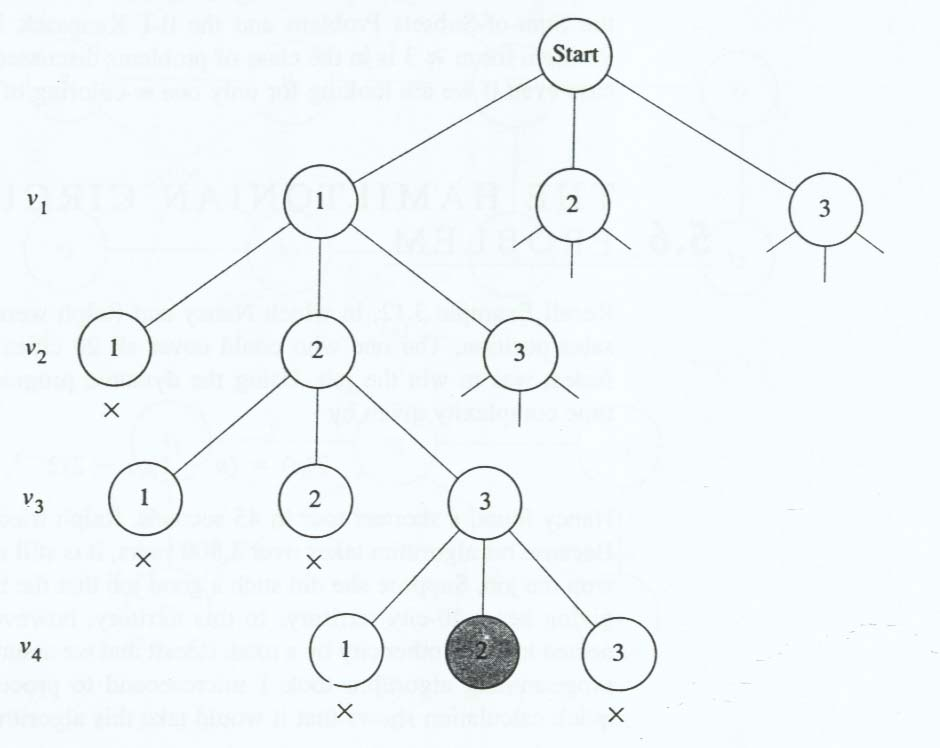 Start
v1 1 2 3
v2 1 2 3
×
v3 1 2 3
× ×
v4 1 2 3
× ×